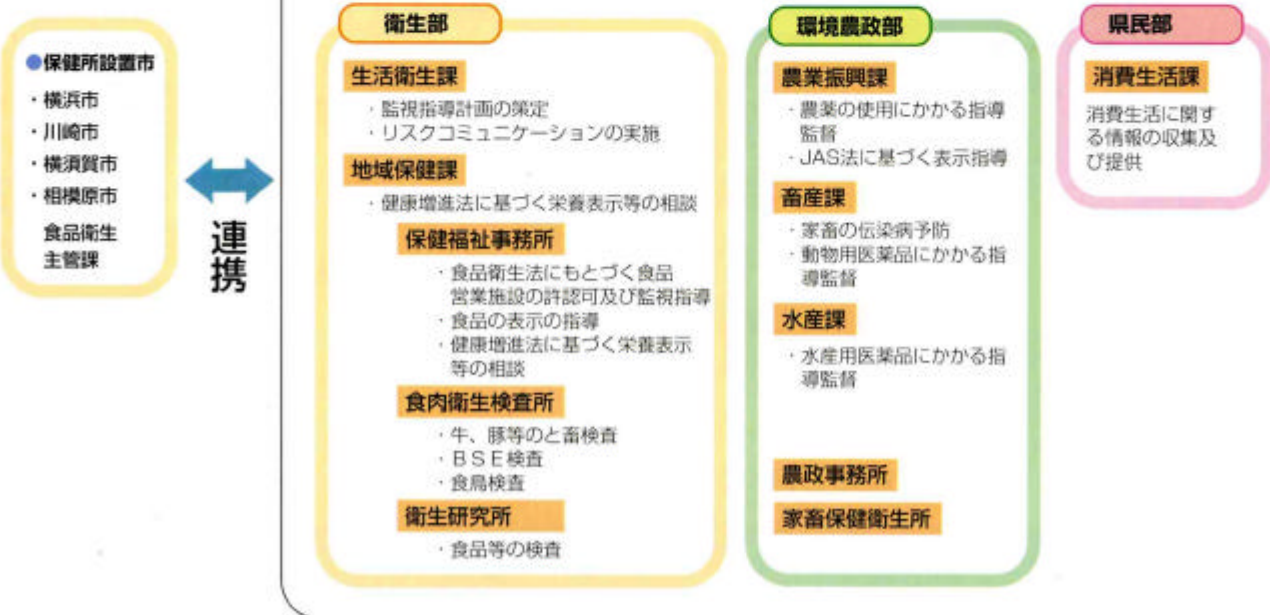 ●保健所設置市
・横浜市
・川崎市
・横須賀市
・相模原市
食品衛生
主管課
連携
衛生部
生活衛生課
・監視指導計画の策定
・リスクコミュニケーションの実施
地域保健課
・健康増進法に基づく栄養表示等の相談
保健福祉事務所
・食品衛生法にもとづく食品
営業施設の許認可及び監視指導
・食品の表示の指導
・健康増進法に基づく栄養表示
等の相談
食肉衛生検査所
・牛、豚等のと畜検査
・ＢＳＥ検査
・食鳥検査
衛生研究所
・食品等の検査
環境農政部
農業振興課
・農薬の使用にかかる指導
監督
・JAS法に基づく表示指導
畜産課
・家畜の伝染病予防
・動物用医薬品にかかる指
導監督
水産課
・水産用医薬品にかかる指
導監督
農政事務所
家畜保健衛生所
県民部
消費生活課
消費生活に関す
る情報の収集及
び提供